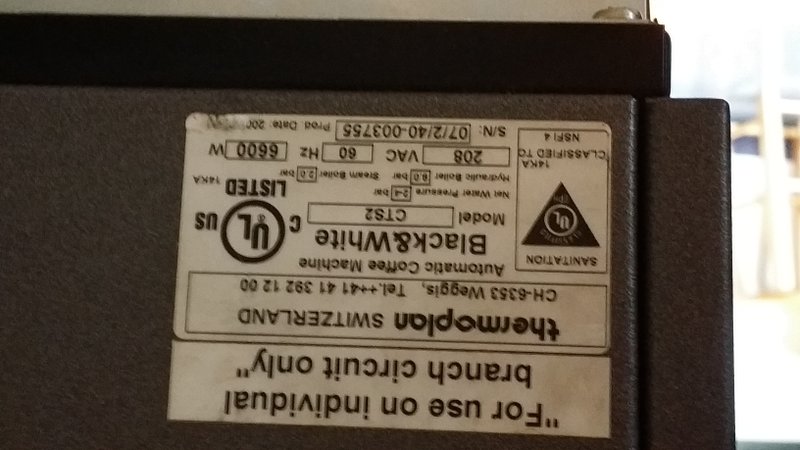 "For use on individual
branch circuit only"
thermoplan SWITZERLAND
CH-6353 Weggis, Tel.++41 41 392 12 00
Automatic Coffee Machine
Black&White
Model CTS2
Net Water Pressure 2-4 bar
Hydraulic Boiler 9.0 bar Stream Boiler 2.0 bar
208 VAC 60 Hz 6600 W
S/N: 07/2/40-003755 Prod. Date
SANITATION
UL
CLASSIFIED TO
14KA
NSF/ 4
C UL US
®
LISTED 14KA